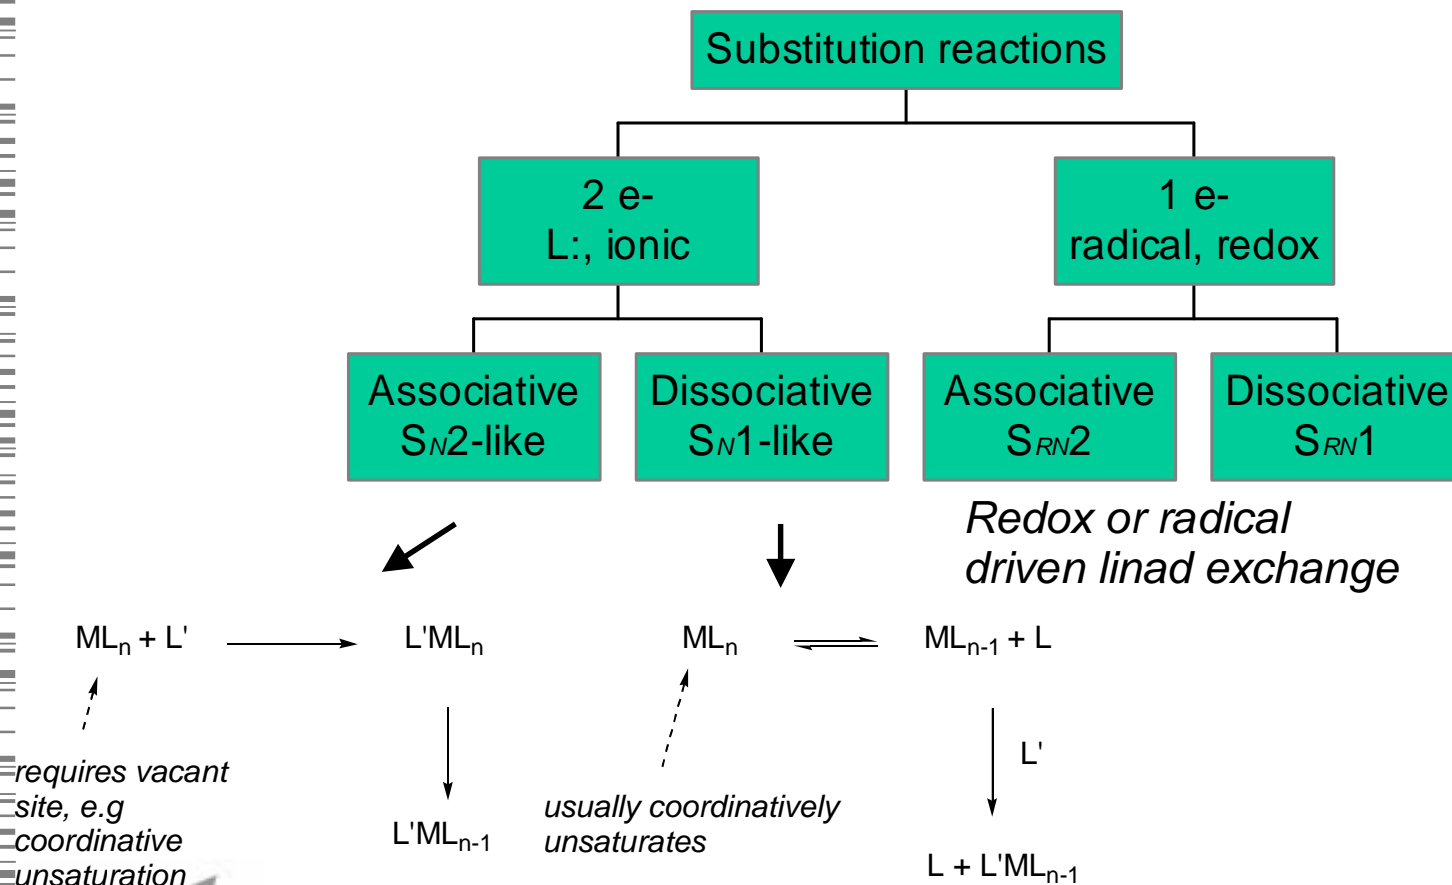 Substitution reactions
2 e-
L:, ionic
1 e-
radical, redox
Associative
SN2-like
Dissociative
SN1-like
Associative
SRN2
Dissociative
SRN1
Redox or radical
driven linad exchange
MLn + L'
L'MLn
MLn
MLn-1 + L
requires vacant
site, e.g
coordinative
unsaturation
L'MLn-1
usually coordinatively
unsaturates
L'
L + L'MLn-1